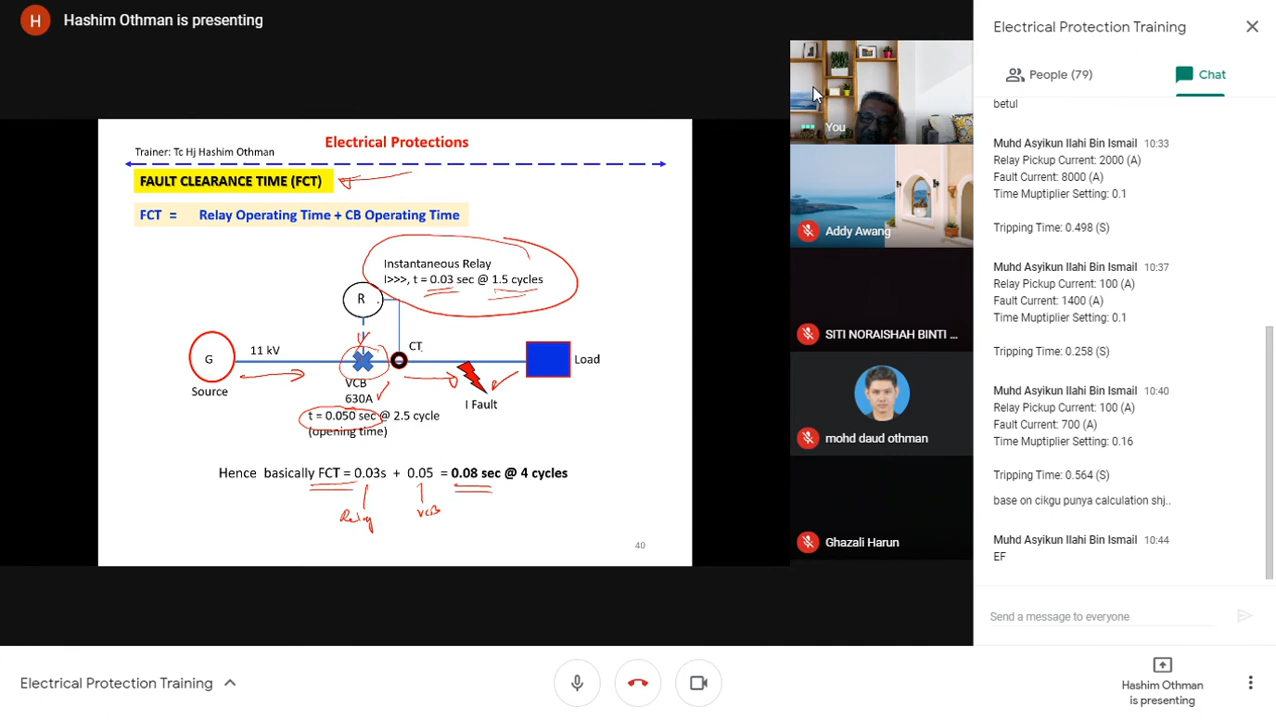 H
Hashim Othman is presenting
Trainer: Tc Hj Hashim Othman
Electrical Protections
FAULT CLEARANCE TIME (FCT)
FCT = Relay Operating Time + CB Operating Time
Instantaneous Relay
I>>>, t = 0.03 sec @ 1.5 cycles
R
G
11 kV
CT
Load
Source
VCB
630A
I Fault
t = 0.050 sec @ 2.5 cycle
(opening time)
Hence basically FCT = 0.03s + 0.05 = 0.08 sec @ 4 cycles
Relay
VCB
40
You
Addy Awang
SITI NORAISHAH BINTI ...
mohd daud othman
Ghazali Harun
Electrical Protection Training
People (79)
Chat
betul
Muhd Asyikun Ilahi Bin Ismail 10:33
Relay Pickup Current: 2000 (A)
Fault Current: 8000 (A)
Time Muptiplier Setting: 0.1
Tripping Time: 0.498 (S)
Muhd Asyikun Ilahi Bin Ismail 10:37
Relay Pickup Current: 100 (A)
Fault Current: 1400 (A)
Time Muptiplier Setting: 0.1
Tripping Time: 0.258 (S)
Muhd Asyikun Ilahi Bin Ismail 10:40
Relay Pickup Current: 100 (A)
Fault Current: 700 (A)
Time Muptiplier Setting: 0.16
Tripping Time: 0.564 (S)
base on cikgu punya calculation shj..
Muhd Asyikun Ilahi Bin Ismail 10:44
EF
Send a message to everyone
Electrical Protection Training
Hashim Othman
is presenting